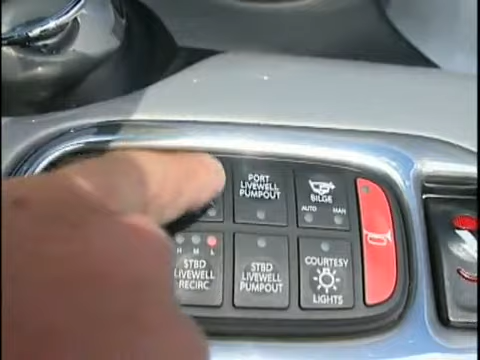 PORT
LIVEWELL
PUMPOUT
BILGE
AUTO MAN
H M L
STBD
LIVEWELL
RECIRC
STBD
LIVEWELL
PUMPOUT
COURTESY
LIGHTS